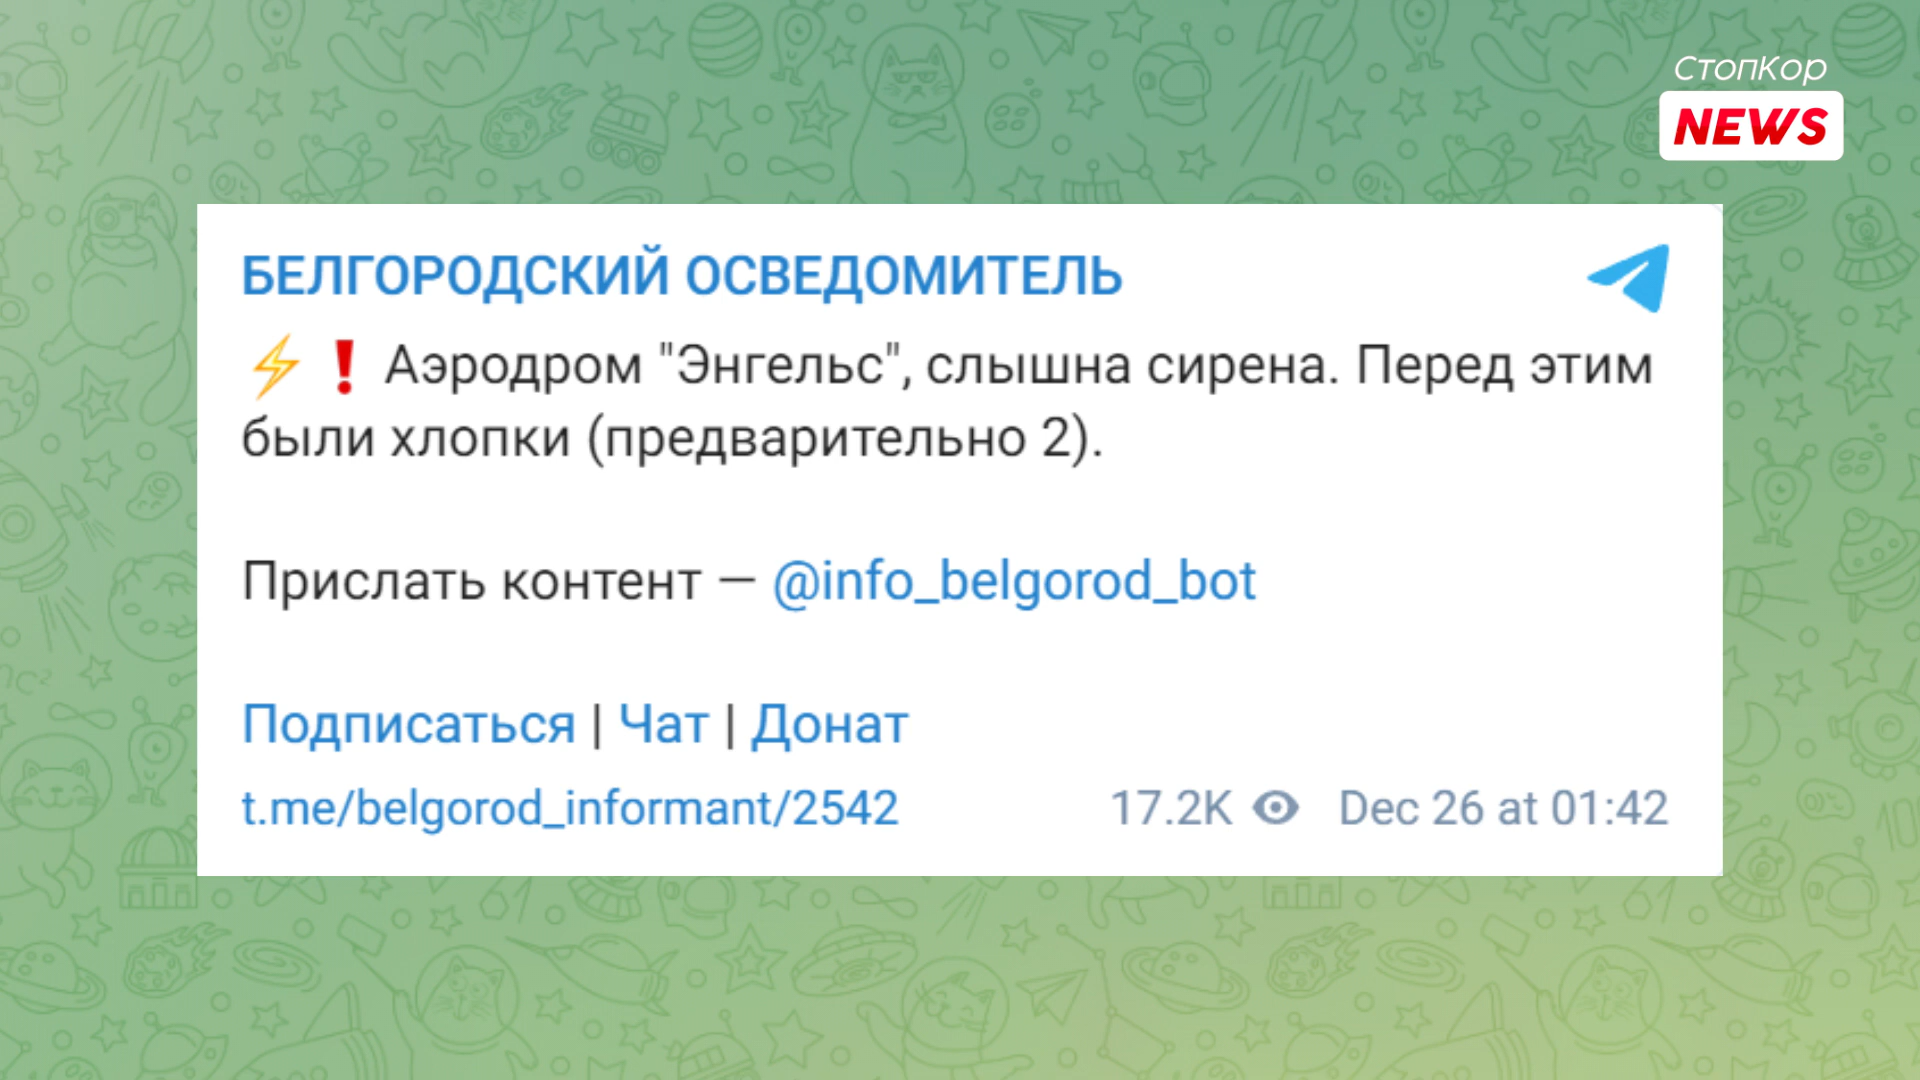 СтопКор
NEWS
БЕЛГОРОДСКИЙ ОСВЕДОМИТЕЛЬ
⚡❗ Аэродром "Энгельс", слышна сирена. Перед этим
были хлопки (предварительно 2).
Прислать контент — @info_belgorod_bot
Подписаться | Чат | Донат
t.me/belgorod_informant/2542 17.2K Dec 26 at 01:42